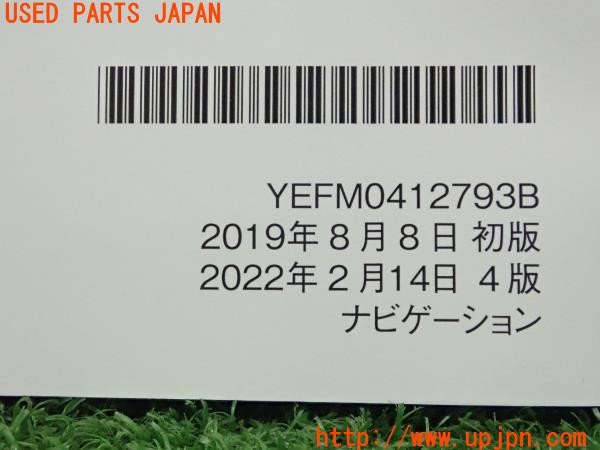 USED PARTS JAPAN
YEFM0412793B
2019年8月8日 初版
2022年2月14日 4版
ナビゲーション
http://www.upjpn.com/